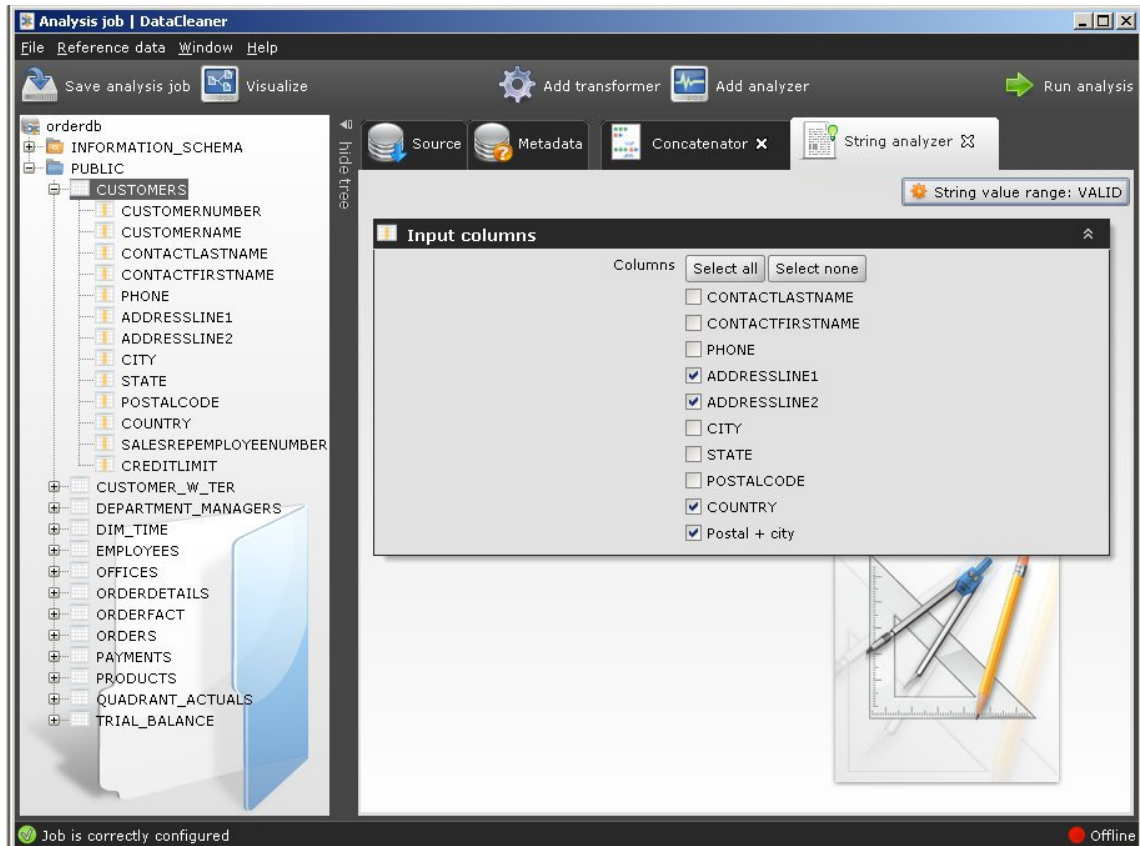 Analysis job | DataCleaner
File Reference data Window Help
Save analysis job Visualize Add transformer Add analyzer Run analysis
orderdb
INFORMATION_SCHEMA
PUBLIC
CUSTOMERS
CUSTOMERNUMBER
CUSTOMERNAME
CONTACTLASTNAME
CONTACTFIRSTNAME
PHONE
ADDRESSLINE1
ADDRESSLINE2
CITY
STATE
POSTALCODE
COUNTRY
SALESREPEMPLOYEENUMBER
CREDITLIMIT
CUSTOMER_W_TER
DEPARTMENT_MANAGERS
DIM_TIME
EMPLOYEES
OFFICES
ORDERDETAILS
ORDERFACT
ORDERS
PAYMENTS
PRODUCTS
QUADRANT_ACTUALS
TRIAL_BALANCE
hide tree
Source Metadata Concatenator String analyzer
String value range: VALID
Input columns
Columns Select all Select none
CONTACTLASTNAME
CONTACTFIRSTNAME
PHONE
ADDRESSLINE1
ADDRESSLINE2
CITY
STATE
POSTALCODE
COUNTRY
Postal + city
Job is correctly configured Offline